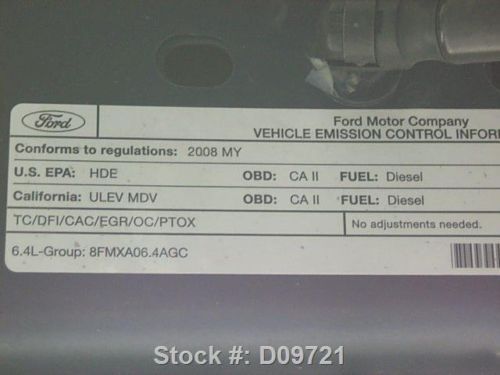 Ford
Ford Motor Company
VEHICLE EMISSION CONTROL INFOR
Conforms to regulations: 2008 MY
U.S. EPA: HDE OBD: CA II FUEL: Diesel
California: ULEV MDV OBD: CA II FUEL: Diesel
TC/DFI/CAC/EGR/OC/PTOX No adjustments needed.
6.4L-Group: 8FMXA06.4AGC
Stock #: D09721